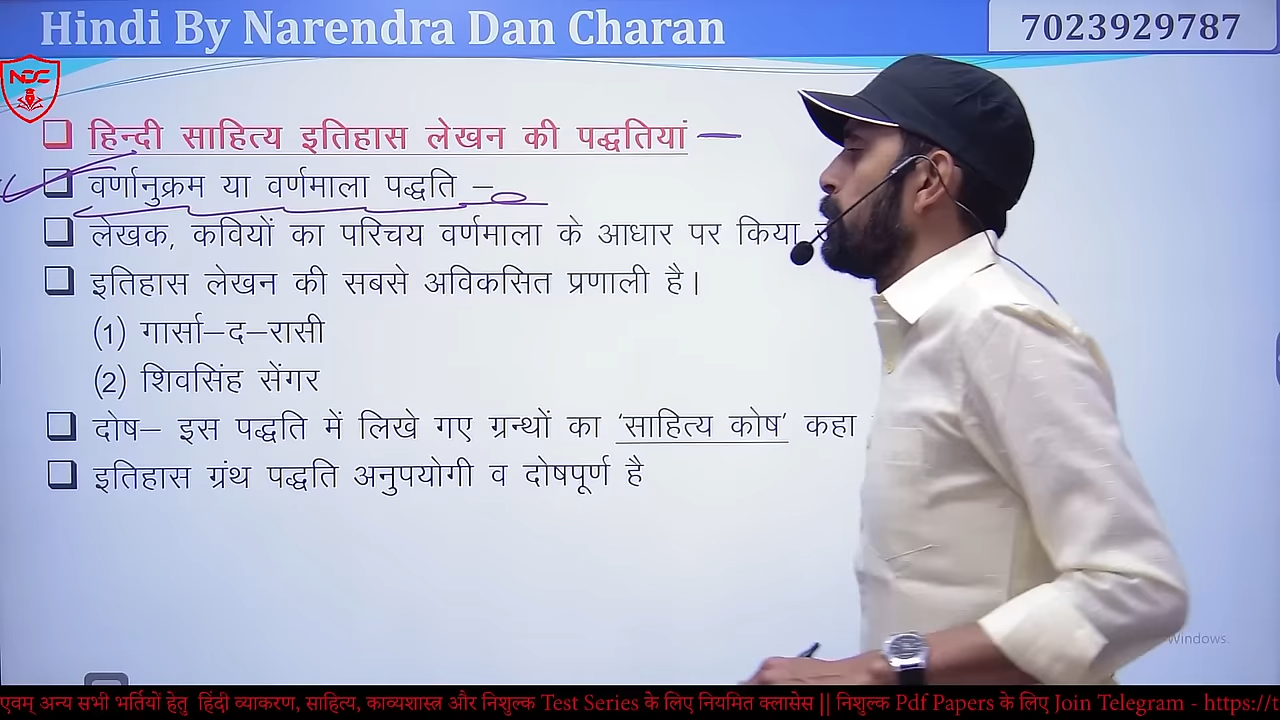 Hindi By Narendra Dan Charan
7023929787
NDC
हिन्दी साहित्य इतिहास लेखन की पद्धतियां
वर्णानुक्रम या वर्णमाला पद्धति –
लेखक, कवियों का परिचय वर्णमाला के आधार पर किया
इतिहास लेखन की सबसे अविकसित प्रणाली है।
(1) गार्सा–द–रासी
(2) शिवसिंह सेंगर
दोष– इस पद्धति में लिखे गए ग्रन्थों का 'साहित्य कोष' कहा
इतिहास ग्रंथ पद्धति अनुपयोगी व दोषपूर्ण है
Windows.
एवम् अन्य सभी भर्तियों हेतु हिंदी व्याकरण, साहित्य, काव्यशास्त्र और निशुल्क Test Series के लिए नियमित क्लासेस || निशुल्क Pdf Papers के लिए Join Telegram - https://t